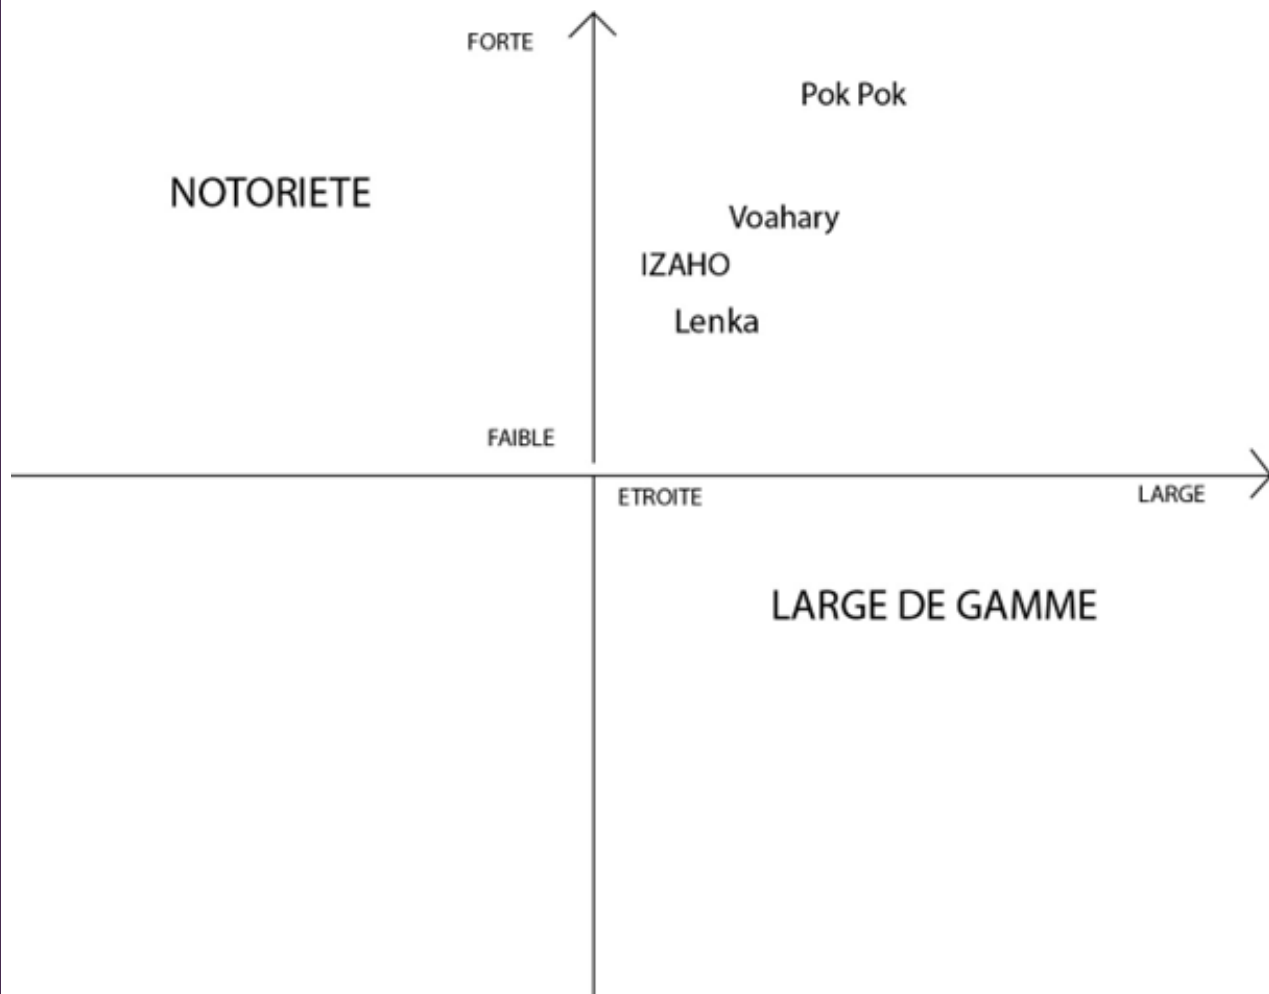 FORTE
Pok Pok
NOTORIETE
Voahary
IZAHO
Lenka
FAIBLE
ETROITE
LARGE
LARGE DE GAMME